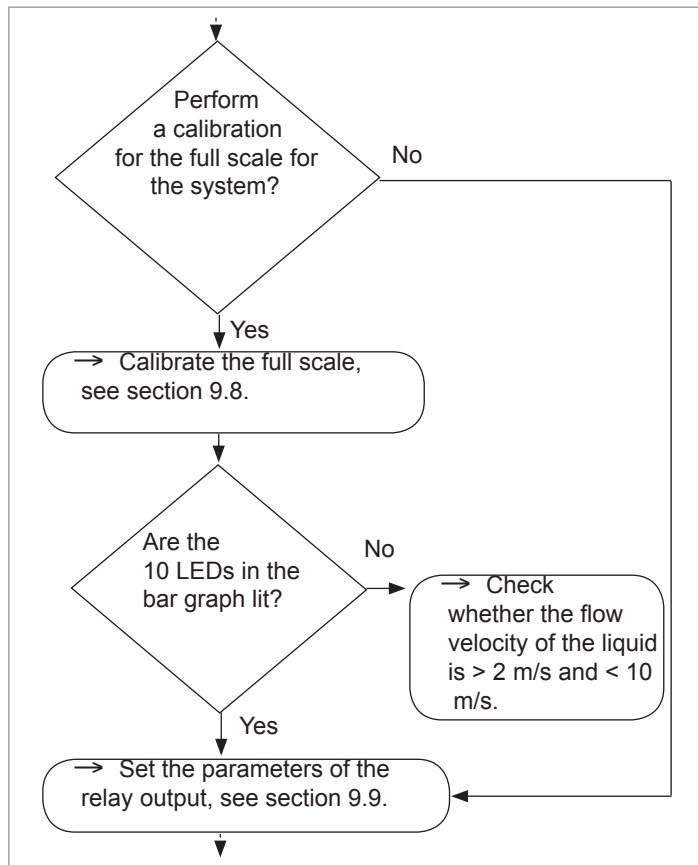 Perform
a calibration
for the full scale for
the system?
No
Yes
→ Calibrate the full scale,
see section 9.8.
Are the
10 LEDs in the
bar graph lit?
No
→ Check
whether the flow
velocity of the liquid
is > 2 m/s and < 10
m/s.
Yes
→ Set the parameters of the
relay output, see section 9.9.